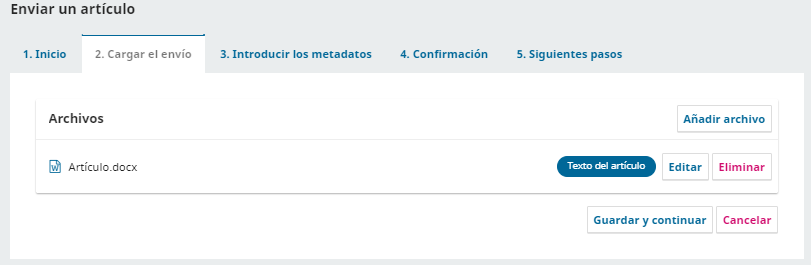 Enviar un artículo
1. Inicio 2. Cargar el envío 3. Introducir los metadatos 4. Confirmación 5. Siguientes pasos
Archivos Añadir archivo
Artículo.docx Texto del artículo Editar Eliminar
Guardar y continuar Cancelar